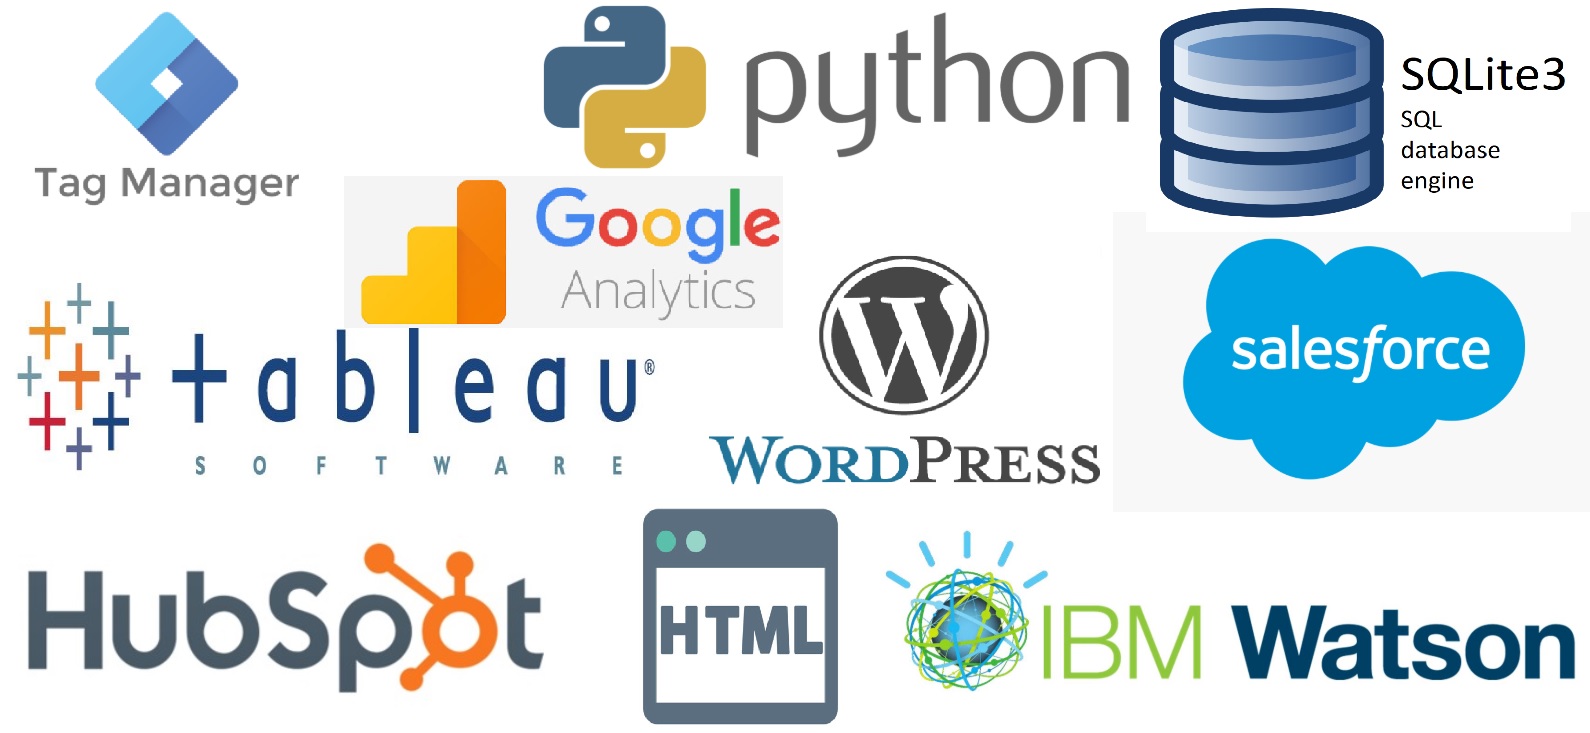 Tag Manager
python
SQLite3
SQL
database
engine
Google
Analytics
tableau®
SOFTWARE
W
WORDPRESS
salesforce
HubSpot
HTML
IBM Watson